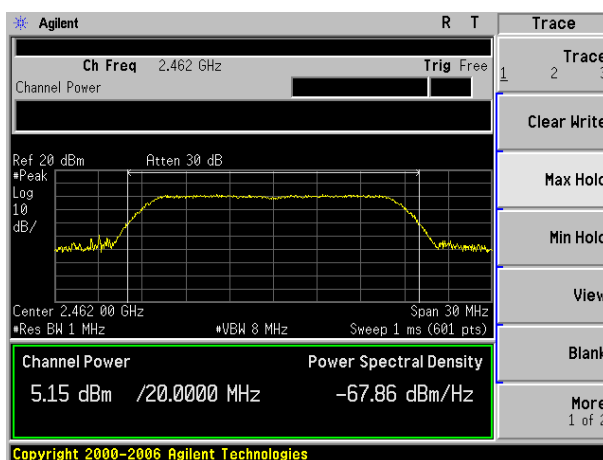 Agilent R T Trace
Ch Freq 2.462 GHz Trig Free
Channel Power
Trace
1 2
Clear Write
Max Hold
Min Hold
View
Blank
More
1 of 2
Ref 20 dBm Atten 30 dB
#Peak
Log
10
dB/
Center 2.462 00 GHz Span 30 MHz
#Res BW 1 MHz #VBW 8 MHz Sweep 1 ms (601 pts)
Channel Power Power Spectral Density
5.15 dBm /20.0000 MHz -67.86 dBm/Hz
Copyright 2000-2006 Agilent Technologies